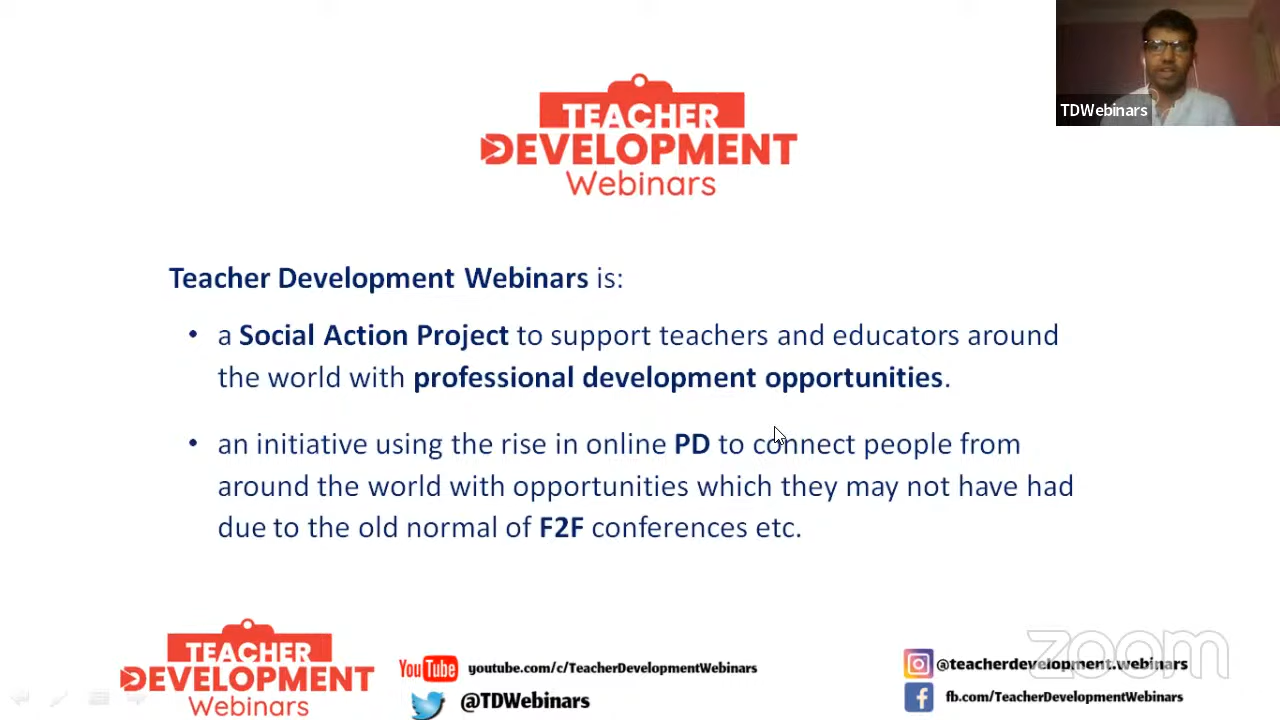 TDWebinars
TEACHER
DEVELOPMENT
Webinars
Teacher Development Webinars is:
• a Social Action Project to support teachers and educators around
the world with professional development opportunities.
• an initiative using the rise in online PD to connect people from
around the world with opportunities which they may not have had
due to the old normal of F2F conferences etc.
TEACHER
DEVELOPMENT
Webinars
YouTube youtube.com/c/TeacherDevelopmentWebinars
@TDWebinars
zoom
@teacherdevelopment.webinars
fb.com/TeacherDevelopmentWebinars